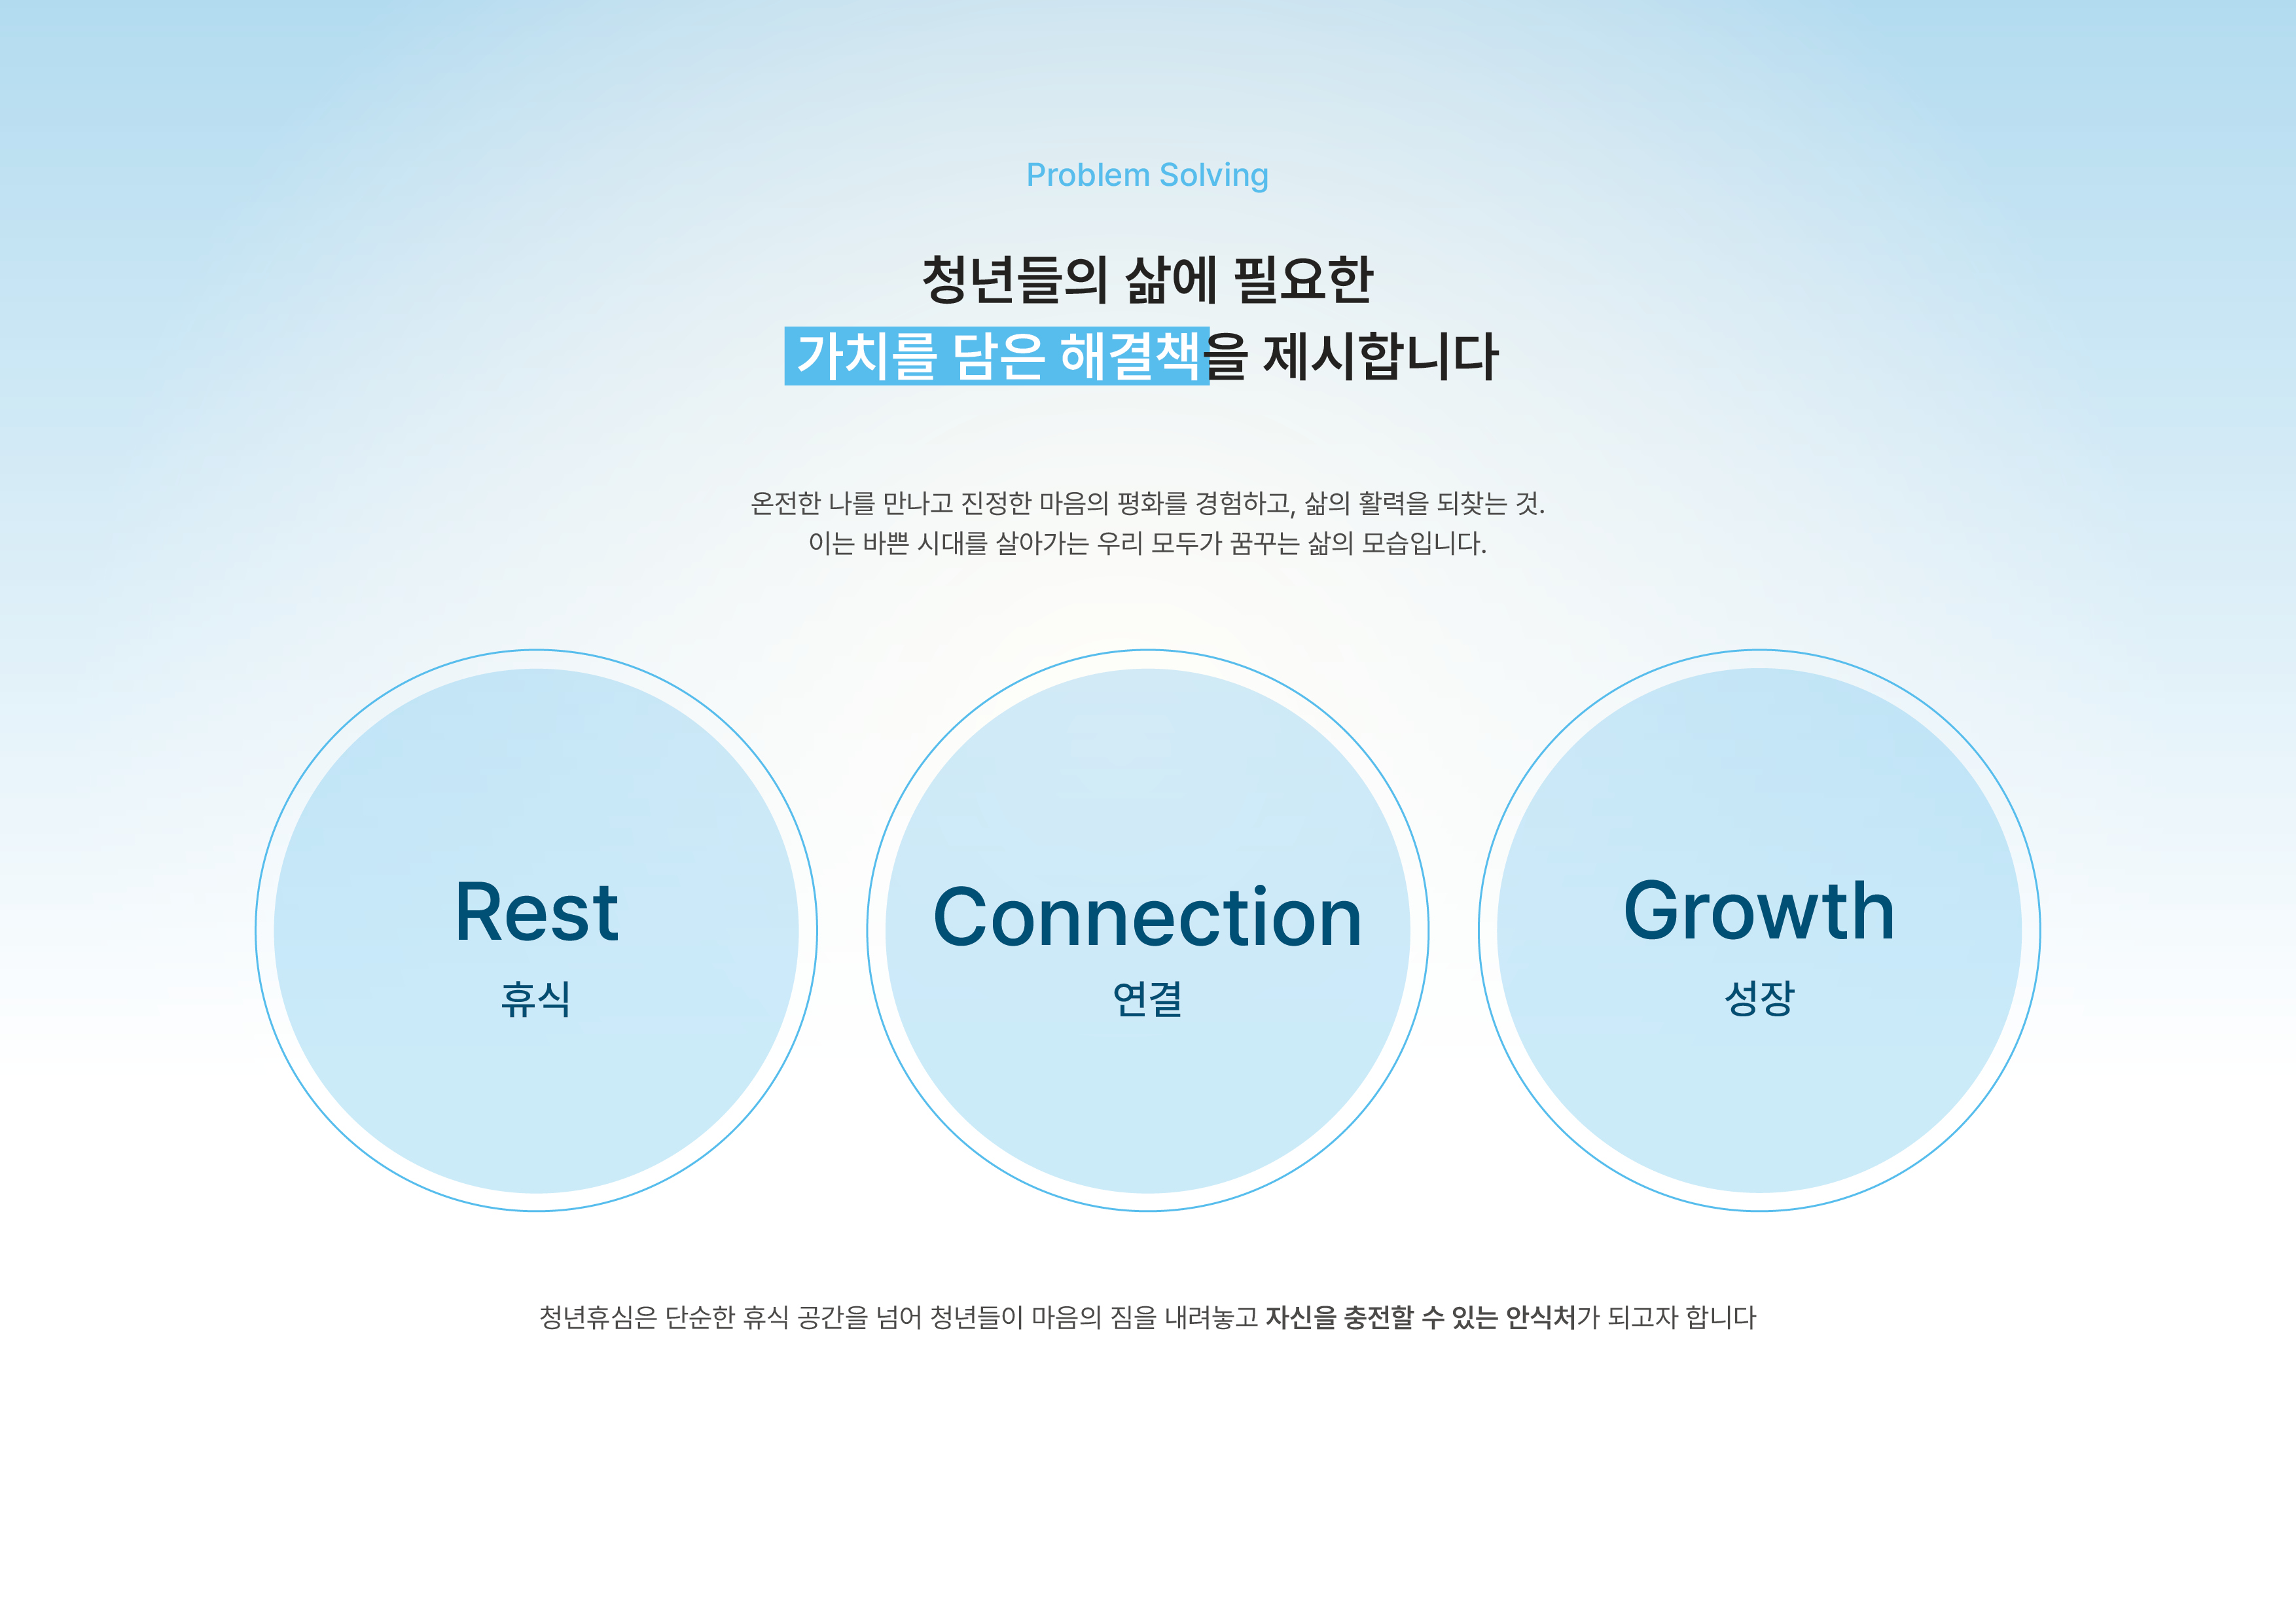 Problem Solving
청년들의 삶에 필요한
가치를 담은 해결책을 제시합니다
온전한 나를 만나고 진정한 마음의 평화를 경험하고, 삶의 활력을 되찾는 것.
이는 바쁜 시대를 살아가는 우리 모두가 꿈꾸는 삶의 모습입니다.
Rest
휴식
Connection
연결
Growth
성장
청년휴심은 단순한 휴식 공간을 넘어 청년들이 마음의 짐을 내려놓고 자신을 충전할 수 있는 안식처가 되고자 합니다